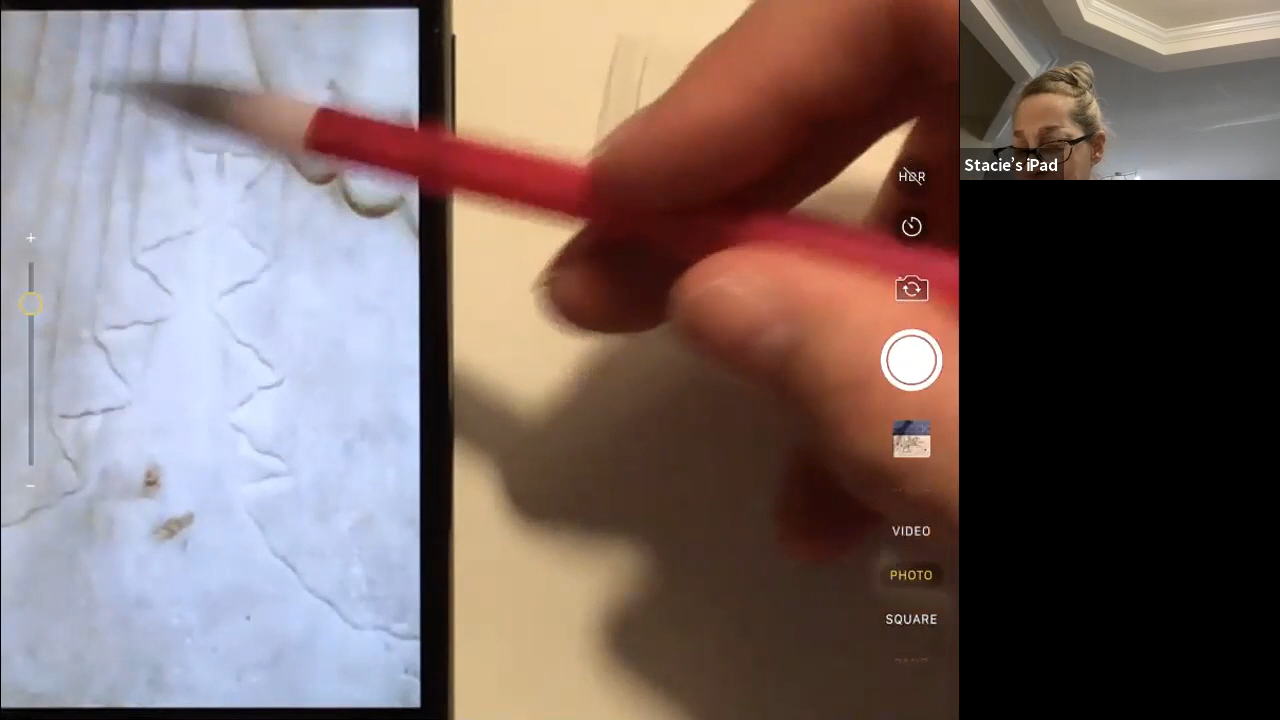 HDR
Stacie's iPad
+
−
VIDEO
PHOTO
SQUARE